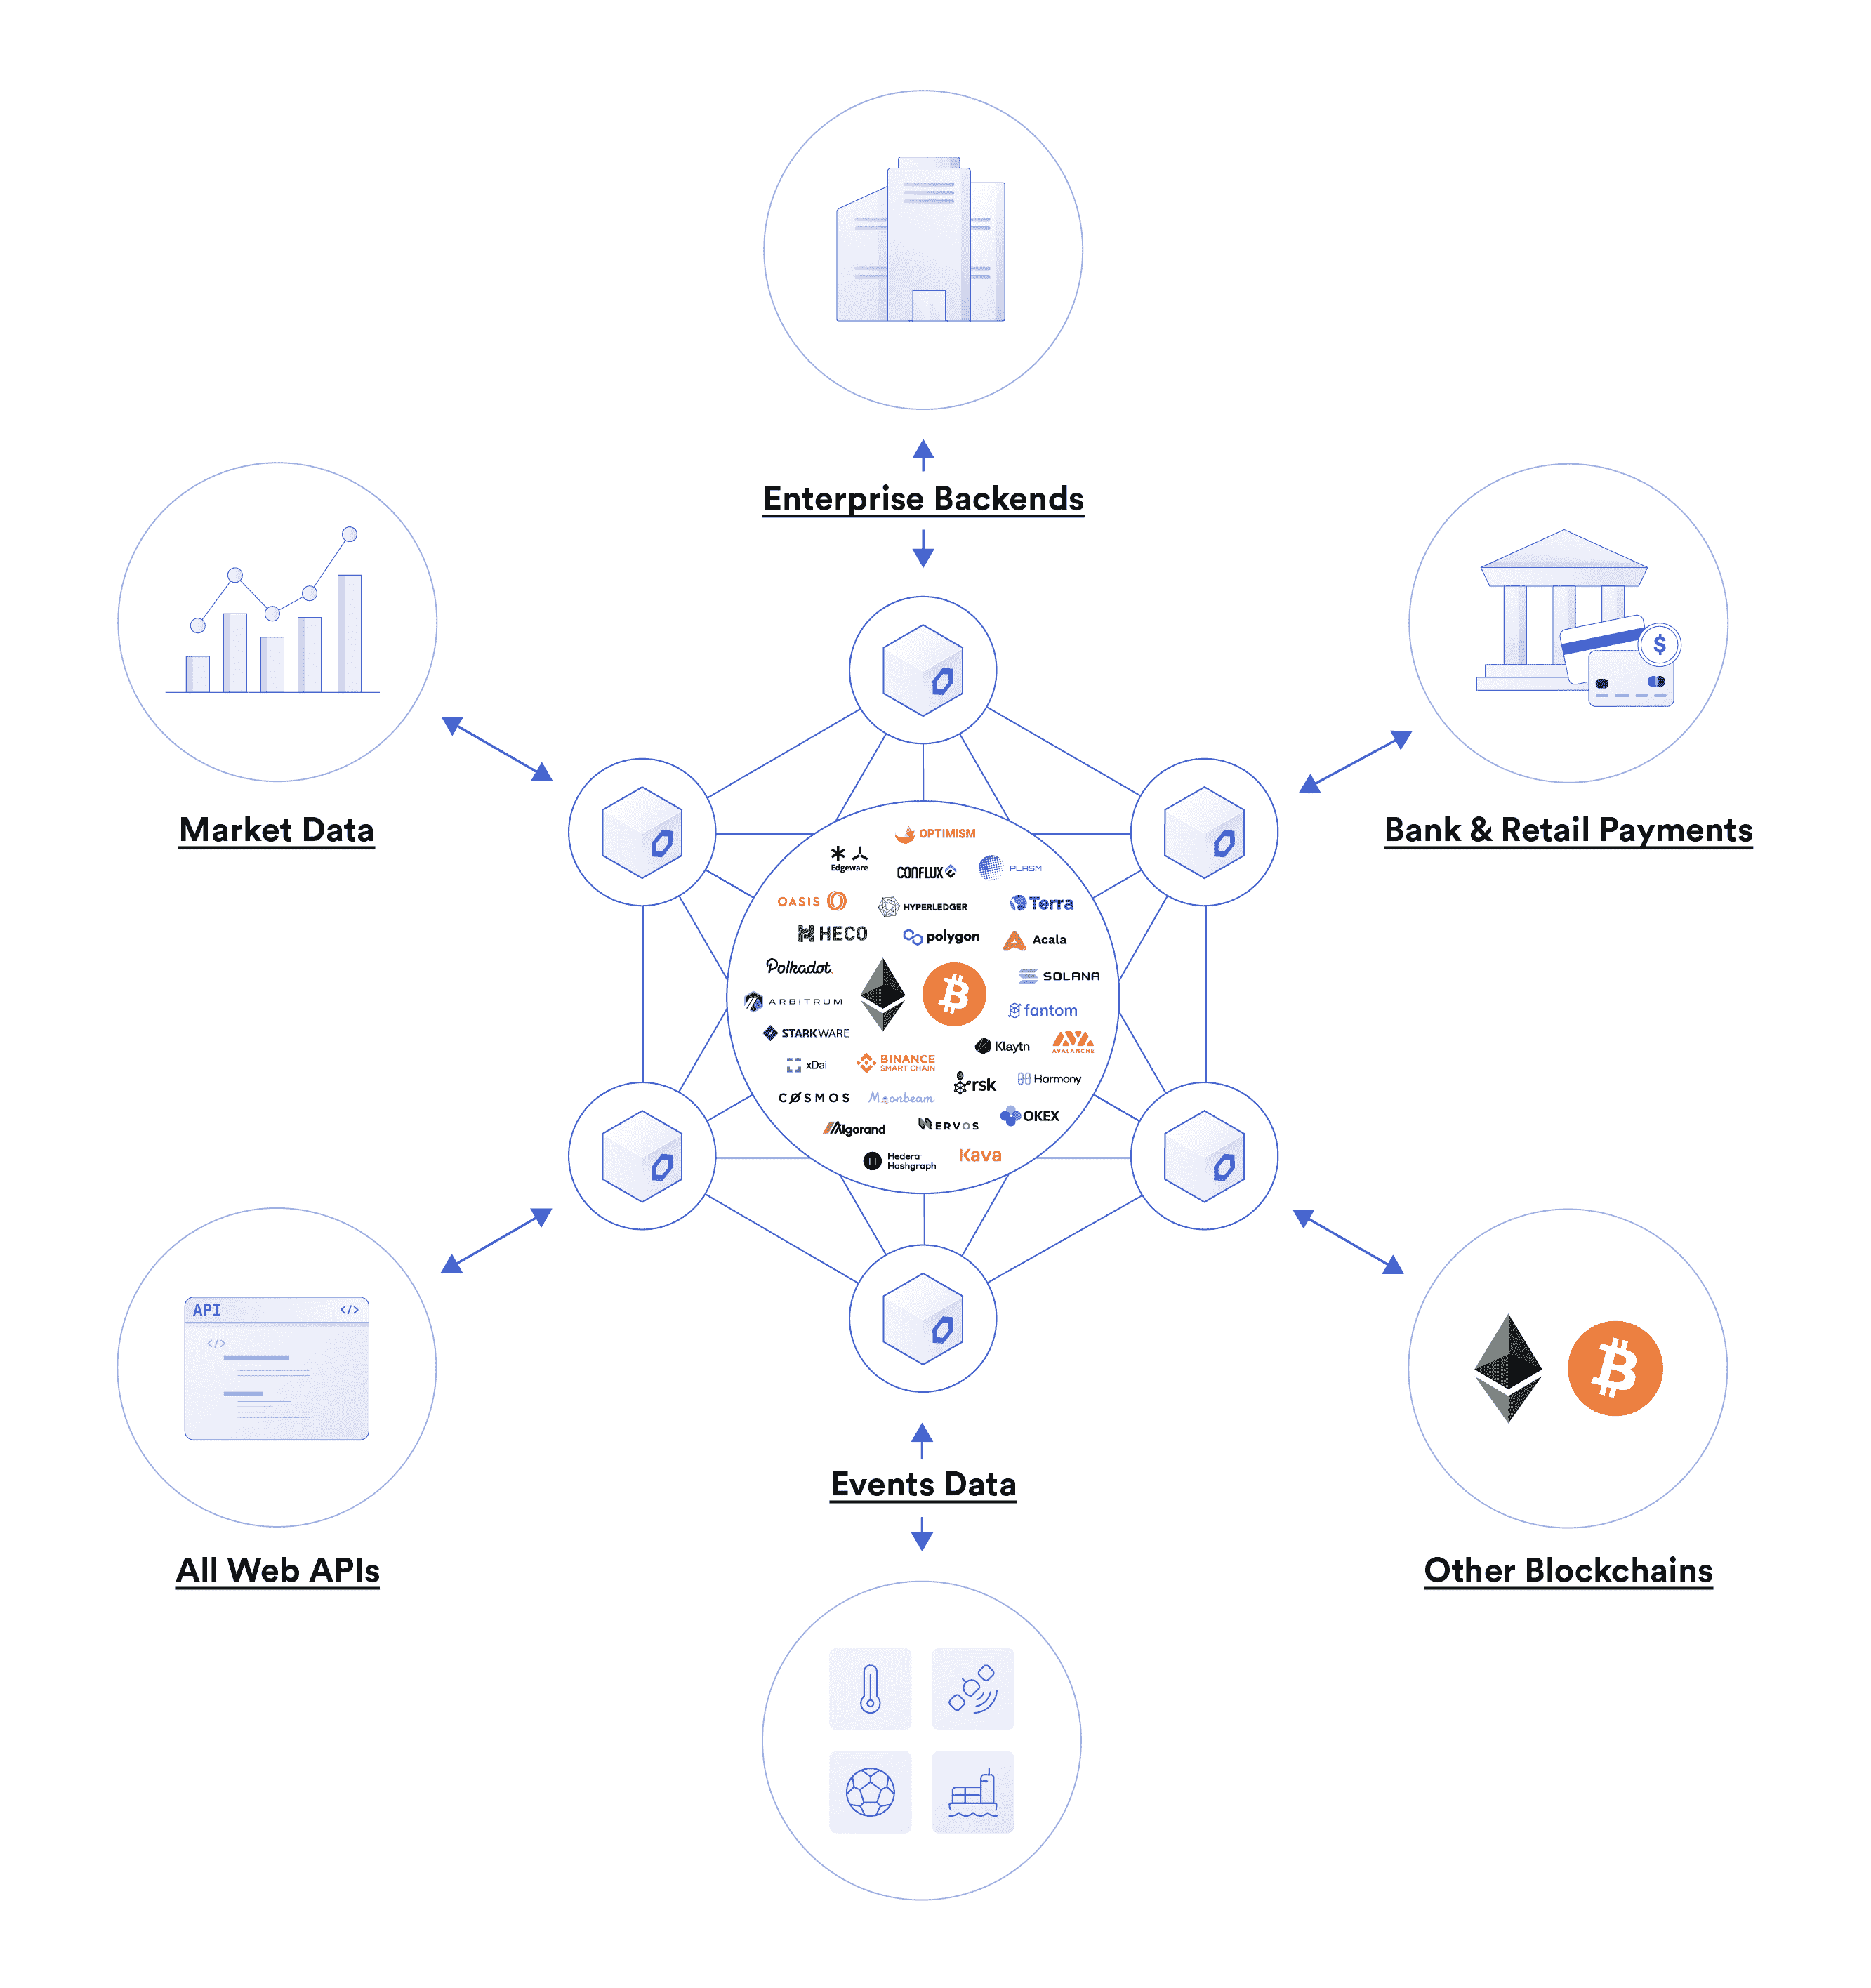 Enterprise Backends
Market Data
Bank & Retail Payments
$
OPTIMISM
Edgeware
CONFLUX
PLASM
OASIS
HYPERLEDGER
Terra
HECO
polygon
Acala
Polkadot.
SOLANA
ARBITRUM
fantom
STARKWARE
Klaytn
AVALANCHE
xDai
BINANCE
SMART CHAIN
rsk
Harmony
COSMOS
Moonbeam
OKEX
Algorand
NERVOS
Hedera
Hashgraph
Kava
API </>
</>
Events Data
All Web APIs
Other Blockchains